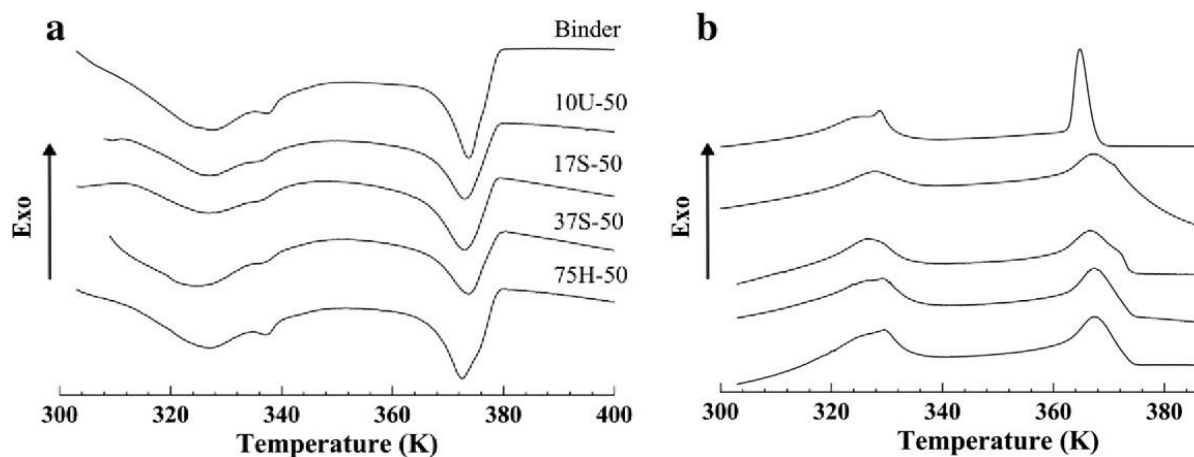 a
Binder
10U-50
17S-50
37S-50
75H-50
Exo
300 320 340 360 380 400
Temperature (K)
b
Exo
300 320 340 360 380
Temperature (K)